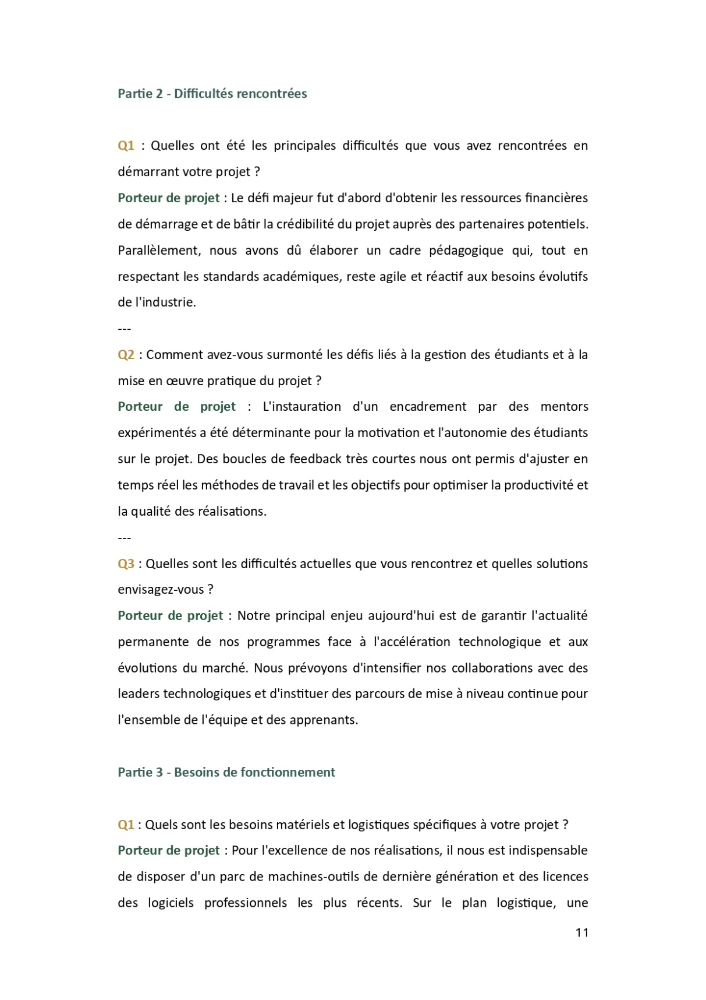 Partie 2 - Difficultés rencontrées
Q1 : Quelles ont été les principales difficultés que vous avez rencontrées en
démarrant votre projet ?
Porteur de projet : Le défi majeur fut d'abord d'obtenir les ressources financières
de démarrage et de bâtir la crédibilité du projet auprès des partenaires potentiels.
Parallèlement, nous avons dû élaborer un cadre pédagogique qui, tout en
respectant les standards académiques, reste agile et réactif aux besoins évolutifs
de l'industrie.
---
Q2 : Comment avez-vous surmonté les défis liés à la gestion des étudiants et à la
mise en œuvre pratique du projet ?
Porteur de projet : L'instauration d'un encadrement par des mentors
expérimentés a été déterminante pour la motivation et l'autonomie des étudiants
sur le projet. Des boucles de feedback très courtes nous ont permis d'ajuster en
temps réel les méthodes de travail et les objectifs pour optimiser la productivité et
la qualité des réalisations.
---
Q3 : Quelles sont les difficultés actuelles que vous rencontrez et quelles solutions
envisagez-vous ?
Porteur de projet : Notre principal enjeu aujourd'hui est de garantir l'actualité
permanente de nos programmes face à l'accélération technologique et aux
évolutions du marché. Nous prévoyons d'intensifier nos collaborations avec des
leaders technologiques et d'instituer des parcours de mise à niveau continue pour
l'ensemble de l'équipe et des apprenants.
Partie 3 - Besoins de fonctionnement
Q1 : Quels sont les besoins matériels et logistiques spécifiques à votre projet ?
Porteur de projet : Pour l'excellence de nos réalisations, il nous est indispensable
de disposer d'un parc de machines-outils de dernière génération et des licences
des logiciels professionnels les plus récents. Sur le plan logistique, une
11